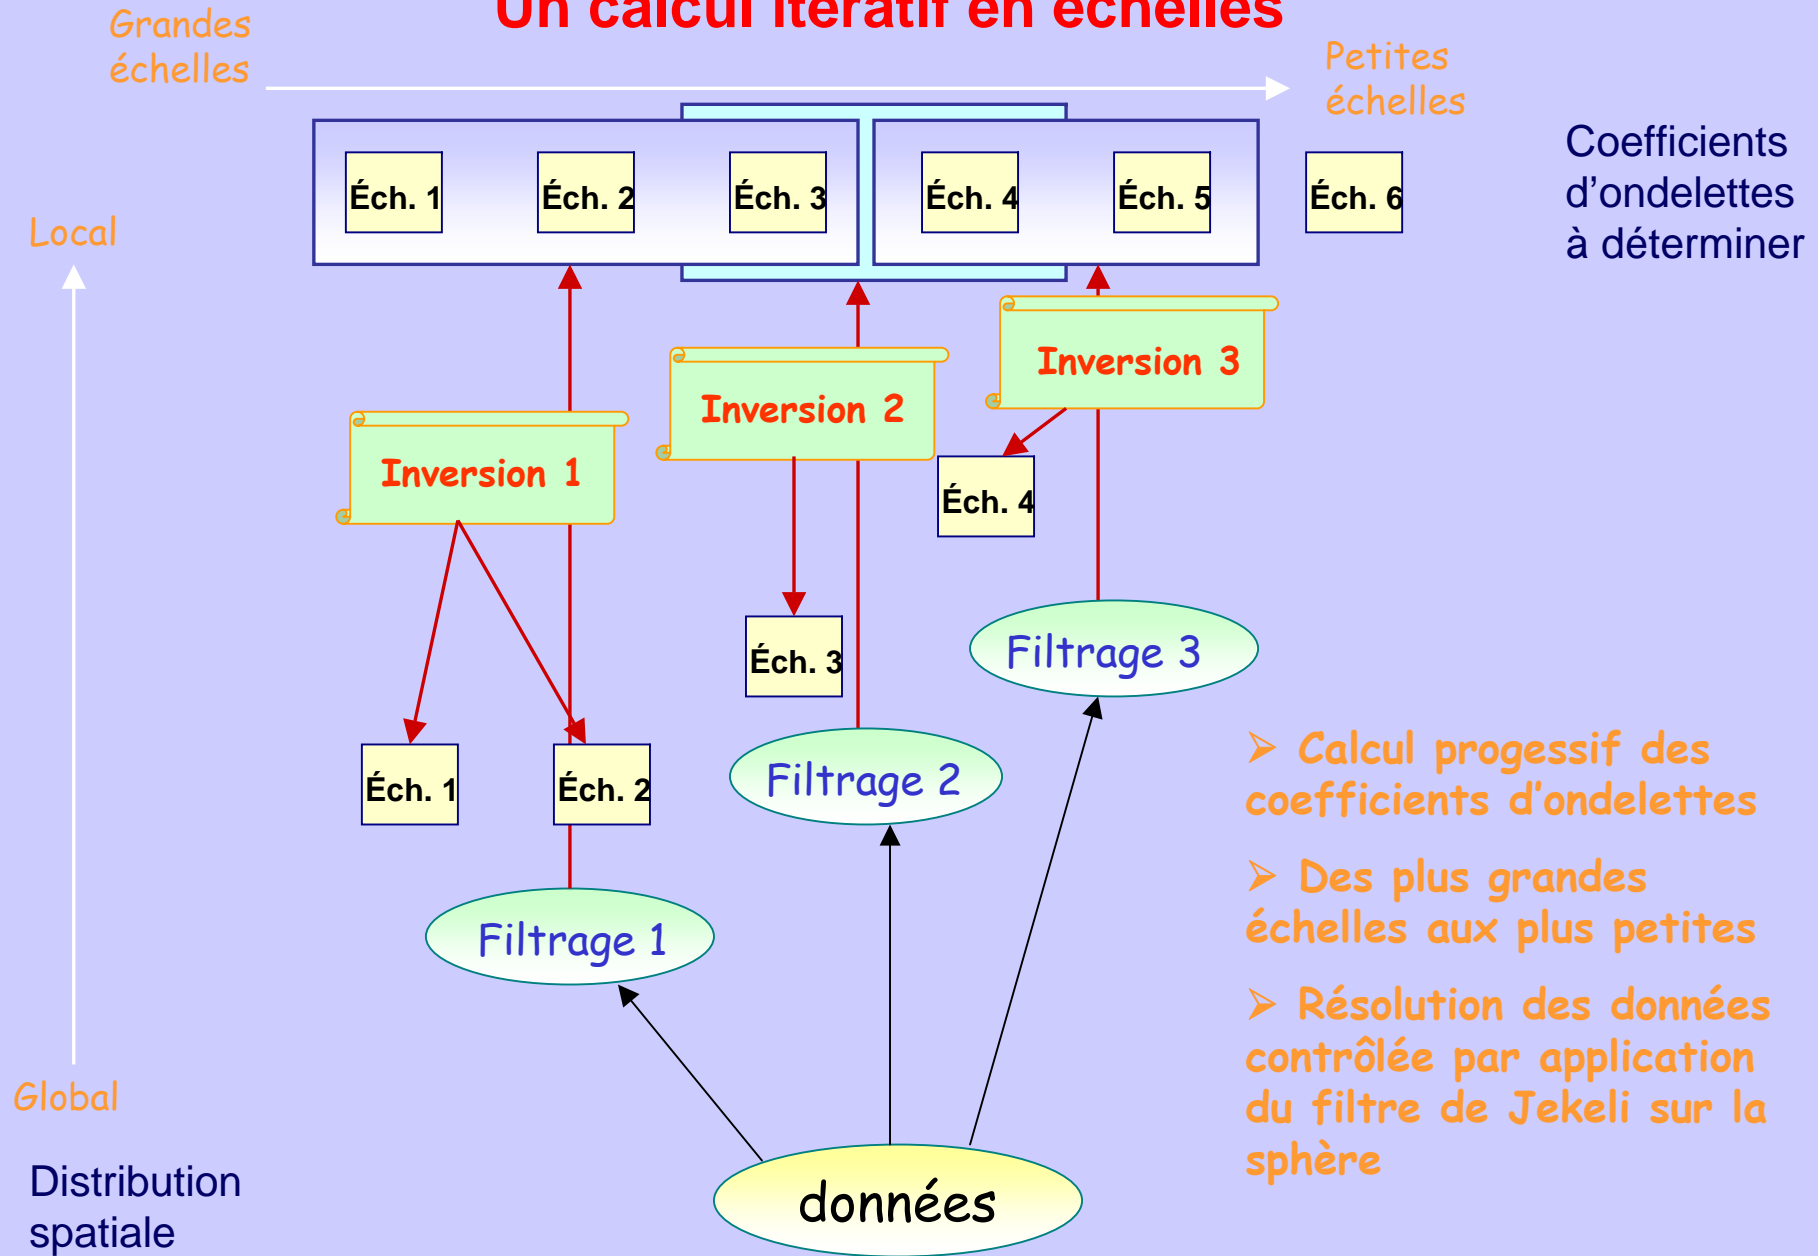 Un calcul itératif en échelles
Grandes
échelles
Petites
échelles
Coefficients
d’ondelettes
à déterminer
Éch. 1
Éch. 2
Éch. 3
Éch. 4
Éch. 5
Éch. 6
Local
Inversion 3
Inversion 2
Inversion 1
Éch. 4
Éch. 3
Filtrage 3
Éch. 1
Éch. 2
Filtrage 2
Filtrage 1
➢ Calcul progessif des
coefficients d’ondelettes
➢ Des plus grandes
échelles aux plus petites
➢ Résolution des données
contrôlée par application
du filtre de Jekeli sur la
sphère
Global
Distribution
spatiale
données